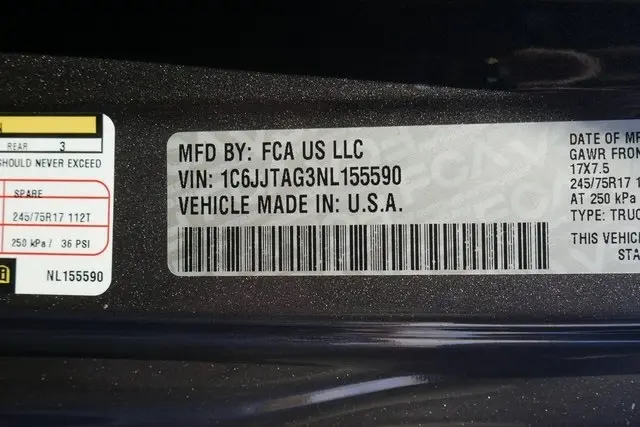 REAR 3
SHOULD NEVER EXCEED
SPARE
245/75R17 112T
250 kPa / 36 PSI
NL155590
MFD BY: FCA US LLC
VIN: 1C6JJTAG3NL155590
VEHICLE MADE IN: U.S.A.
DATE OF MF
GAWR FRON
17X7.5
245/75R17 11
AT 250 kPa
TYPE: TRUC
THIS VEHIC
STA